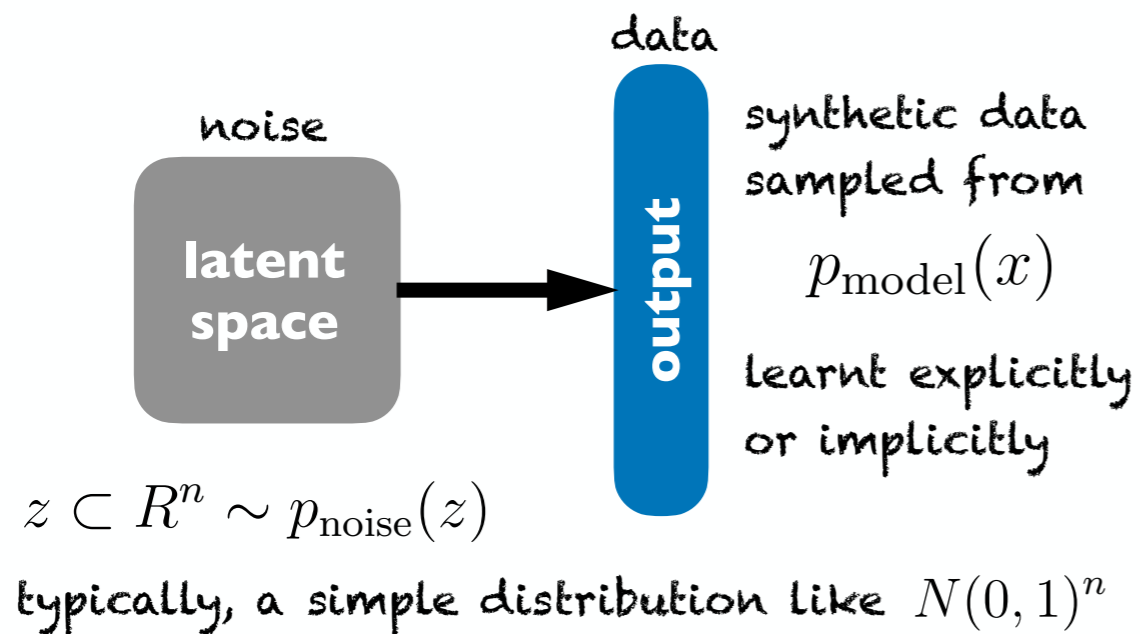 noise
latent
space
z ⊂ Rⁿ ∼ p_noise(z)
data
output
synthetic data
sampled from
p_model(x)
learnt explicitly
or implicitly
typically, a simple distribution like N(0, 1)ⁿ